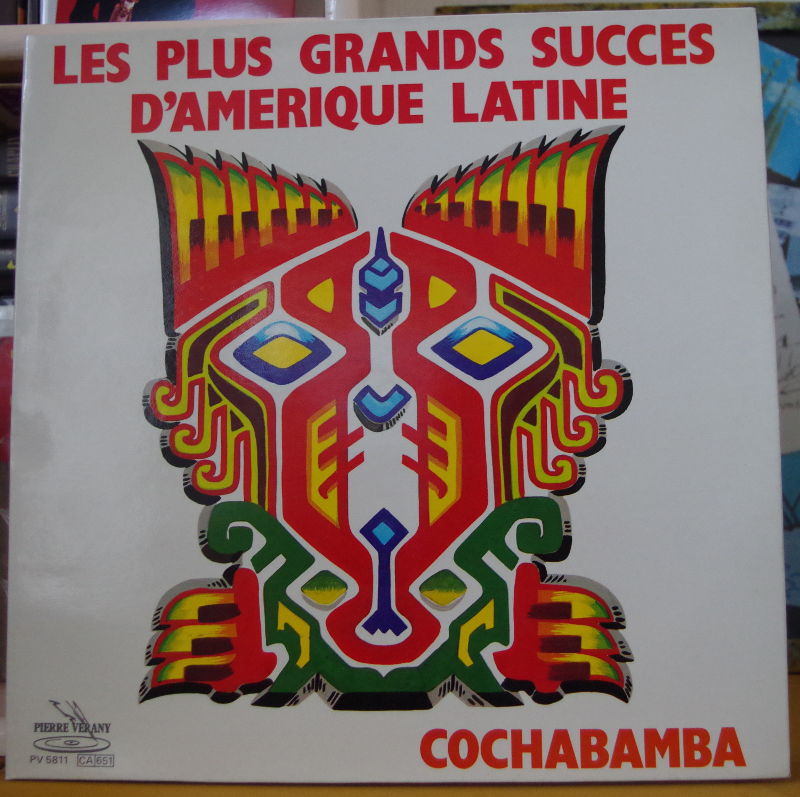 LES PLUS GRANDS SUCCES
D'AMERIQUE LATINE
PIERRE VERANY
PV 5811 CA 651
COCHABAMBA